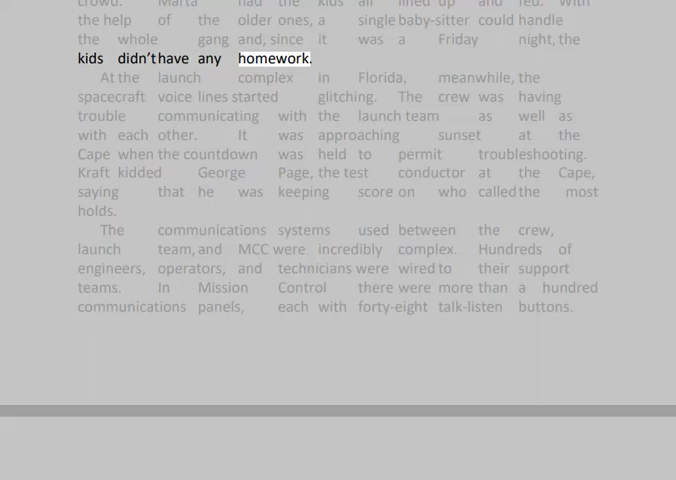 crowd. Marta had the kids all lined up and fed. With
the help of the older ones, a single baby-sitter could handle
the whole gang and, since it was a Friday night, the
kids didn't have any homework.
At the launch complex in Florida, meanwhile, the
spacecraft voice lines started glitching. The crew was having
trouble communicating with the launch team as well as
with each other. It was approaching sunset at the
Cape when the countdown was held to permit troubleshooting.
Kraft kidded George Page, the test conductor at the Cape,
saying that he was keeping score on who called the most
holds.
The communications systems used between the crew,
launch team, and MCC were incredibly complex. Hundreds of
engineers, operators, and technicians were wired to their support
teams. In Mission Control there were more than a hundred
communications panels, each with forty-eight talk-listen buttons.